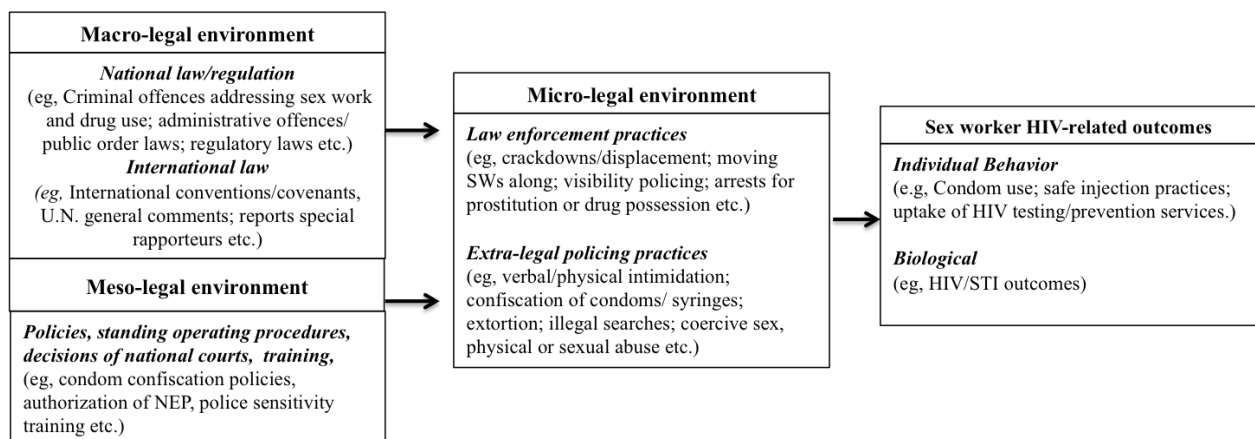 Macro-legal environment
National law/regulation
(eg, Criminal offences addressing sex work
and drug use; administrative offences/
public order laws; regulatory laws etc.)
International law
(eg, International conventions/covenants,
U.N. general comments; reports special
rapporteurs etc.)
Meso-legal environment
Policies, standing operating procedures,
decisions of national courts, training,
(eg, condom confiscation policies,
authorization of NEP, police sensitivity
training etc.)
Micro-legal environment
Law enforcement practices
(eg, crackdowns/displacement; moving
SWs along; visibility policing; arrests for
prostitution or drug possession etc.)
Extra-legal policing practices
(eg, verbal/physical intimidation;
confiscation of condoms/ syringes;
extortion; illegal searches; coercive sex,
physical or sexual abuse etc.)
Sex worker HIV-related outcomes
Individual Behavior
(e.g, Condom use; safe injection practices;
uptake of HIV testing/prevention services.)
Biological
(eg, HIV/STI outcomes)